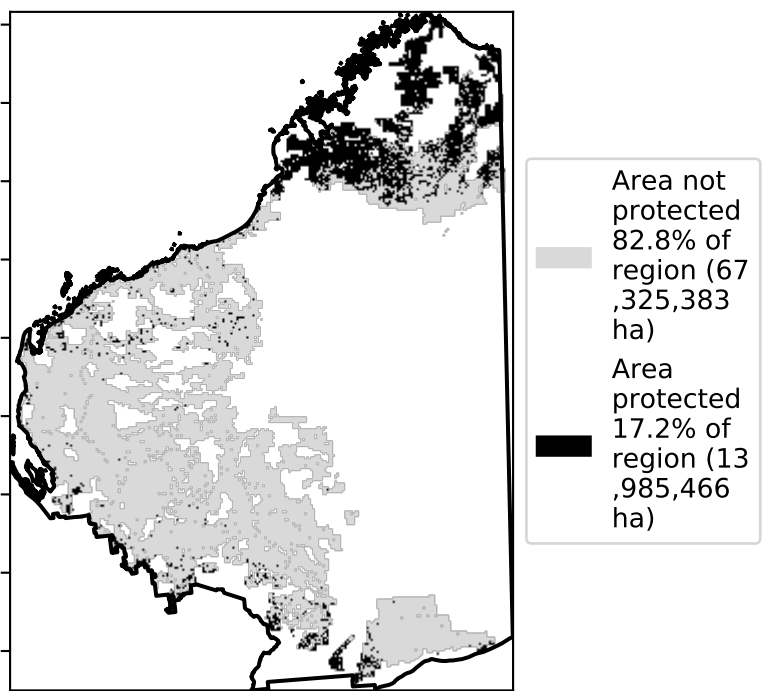 Area not
protected
82.8% of
region (67
,325,383
ha)
Area
protected
17.2% of
region (13
,985,466
ha)